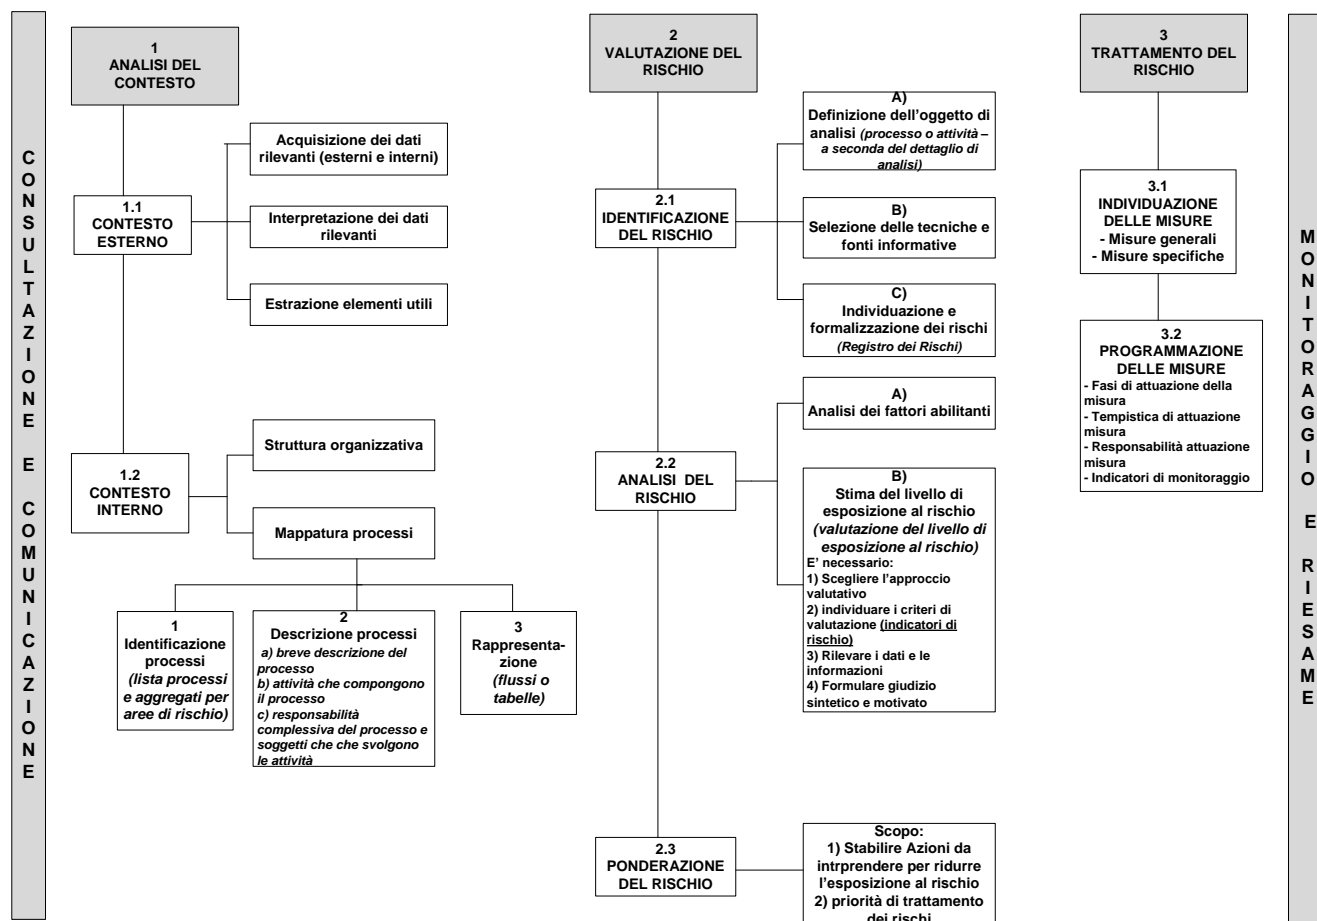 CONSULTAZIONE E COMUNICAZIONE
1
ANALISI DEL
CONTESTO
1.1
CONTESTO
ESTERNO
Acquisizione dei dati
rilevanti (esterni e interni)
Interpretazione dei dati
rilevanti
Estrazione elementi utili
1.2
CONTESTO
INTERNO
Struttura organizzativa
Mappatura processi
1
Identificazione
processi
(lista processi
e aggregati per
aree di rischio)
2
Descrizione processi
a) breve descrizione del
processo
b) attività che compongono
il processo
c) responsabilità
complessiva del processo e
soggetti che che svolgono
le attività
3
Rappresenta-
zione
(flussi o
tabelle)
2
VALUTAZIONE DEL
RISCHIO
2.1
IDENTIFICAZIONE
DEL RISCHIO
A)
Definizione dell’oggetto di
analisi (processo o attività –
a seconda del dettaglio di
analisi)
B)
Selezione delle tecniche e
fonti informative
C)
Individuazione e
formalizzazione dei rischi
(Registro dei Rischi)
2.2
ANALISI DEL
RISCHIO
A)
Analisi dei fattori abilitanti
B)
Stima del livello di
esposizione al rischio
(valutazione del livello di
esposizione al rischio)
E’ necessario:
1) Scegliere l’approccio
valutativo
2) individuare i criteri di
valutazione (indicatori di
rischio)
3) Rilevare i dati e le
informazioni
4) Formulare giudizio
sintetico e motivato
2.3
PONDERAZIONE
DEL RISCHIO
Scopo:
1) Stabilire Azioni da
intrprendere per ridurre
l’esposizione al rischio
2) priorità di trattamento
dei rischi
3
TRATTAMENTO DEL
RISCHIO
3.1
INDIVIDUAZIONE
DELLE MISURE
- Misure generali
- Misure specifiche
3.2
PROGRAMMAZIONE
DELLE MISURE
- Fasi di attuazione della
misura
- Tempistica di attuazione
misura
- Responsabilità attuazione
misura
- Indicatori di monitoraggio
MONITORAGGIO E RIESAME